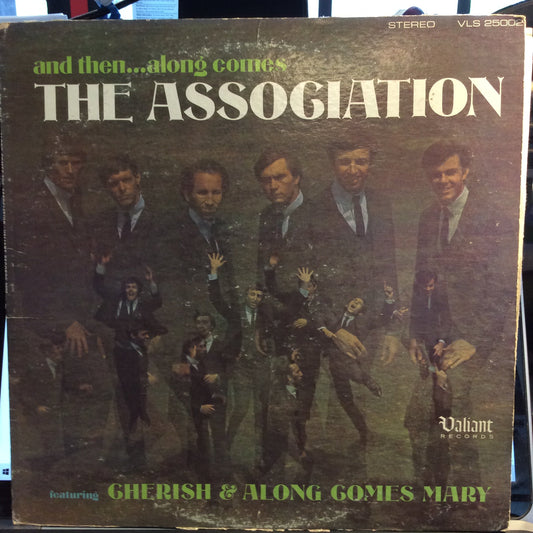 STEREO VLS 25002
and then...along comes
THE ASSOCIATION
Valiant
RECORDS
featuring CHERISH & ALONG COMES MARY